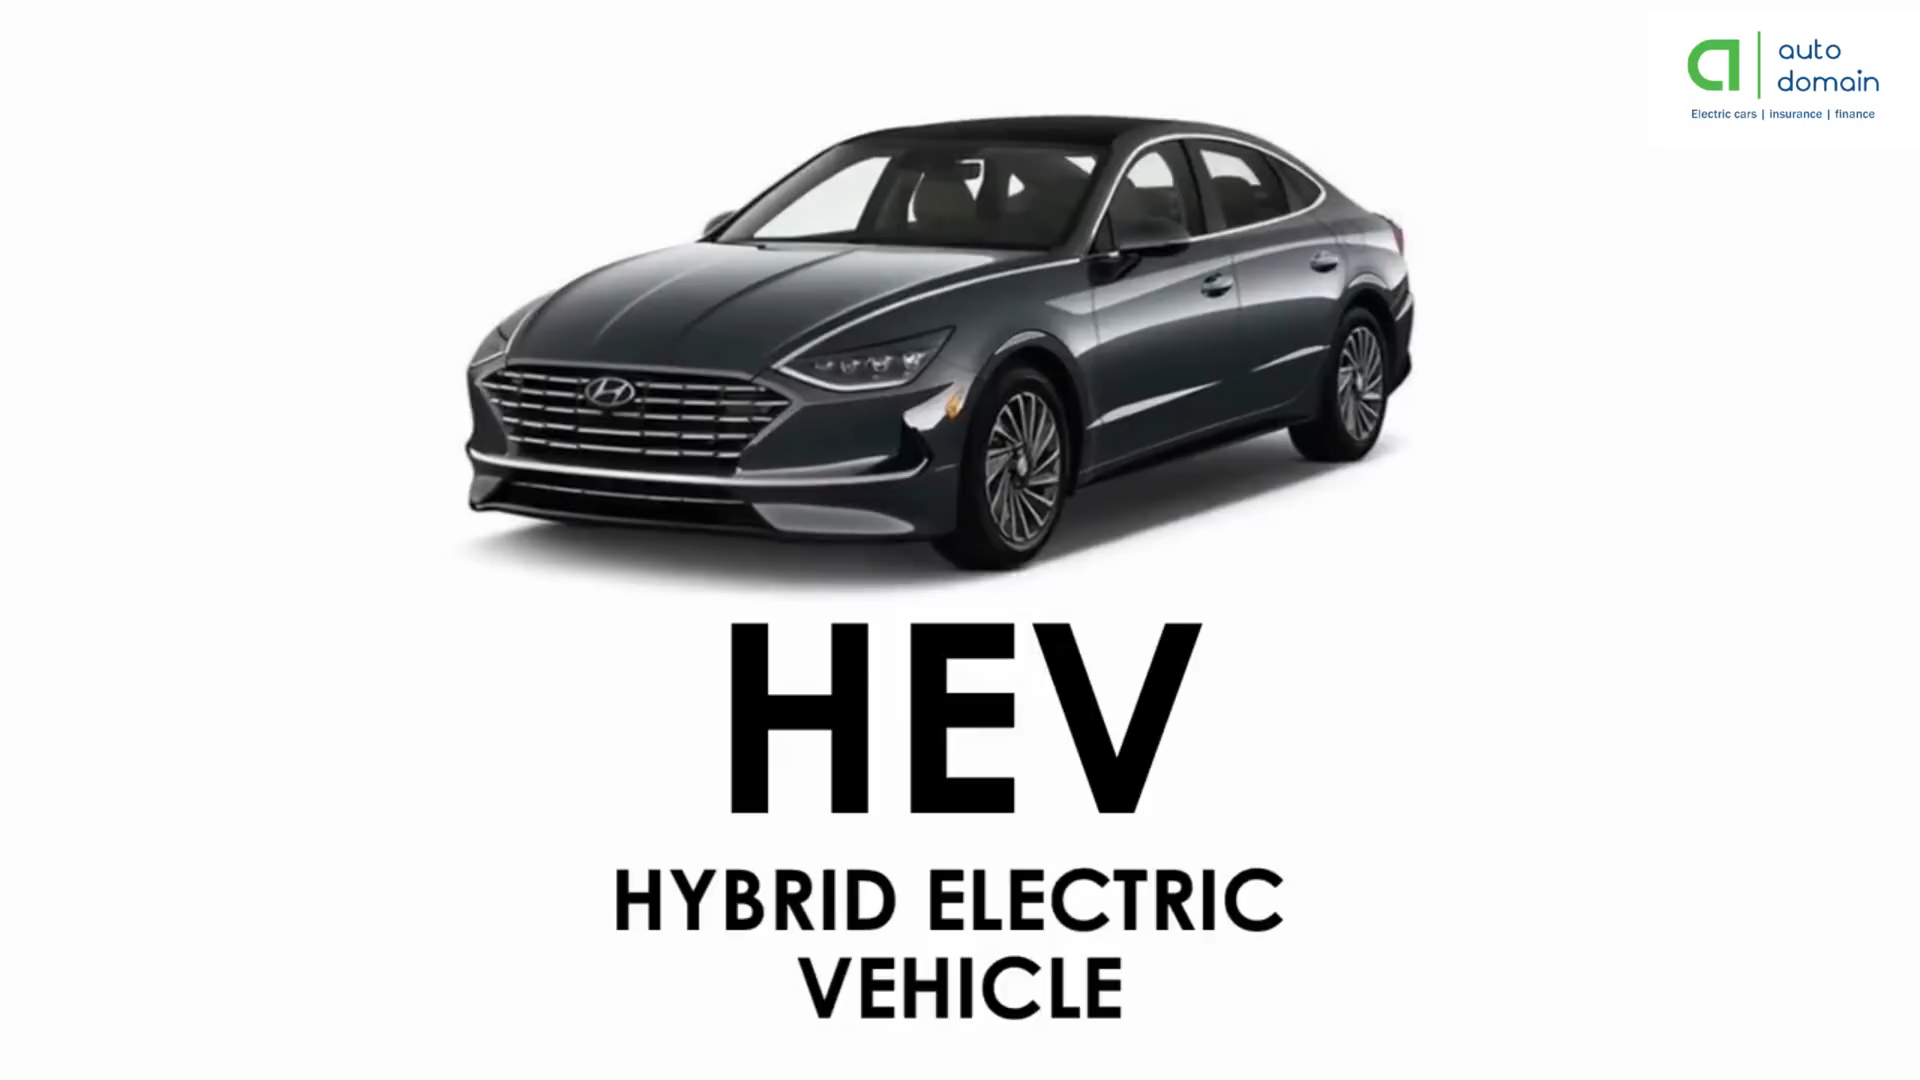 auto
domain
Electric cars | insurance | finance
HEV
HYBRID ELECTRIC
VEHICLE